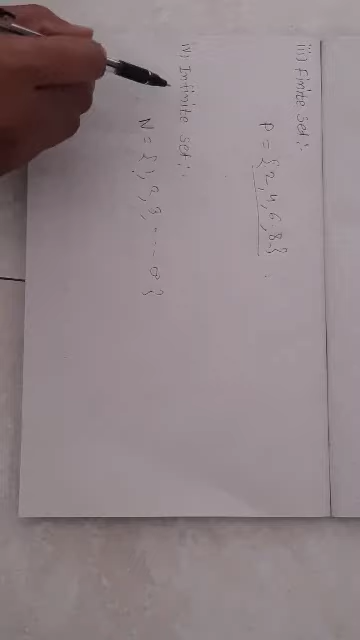 iii) Finite set:-
P = {2, 4, 6, 8}
iv) Infinite set:-
N = {1, 2, 3, ---- ∞}